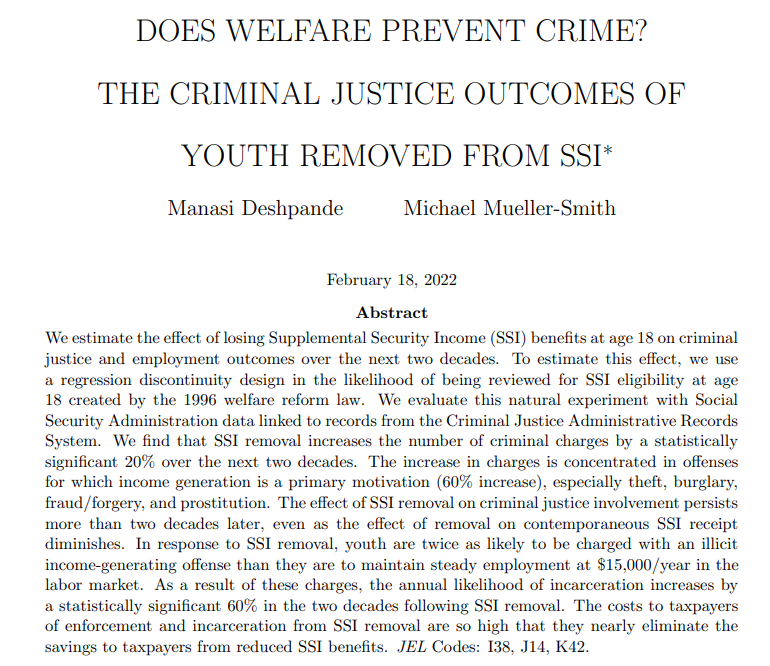 DOES WELFARE PREVENT CRIME?
THE CRIMINAL JUSTICE OUTCOMES OF
YOUTH REMOVED FROM SSI*
Manasi Deshpande Michael Mueller-Smith
February 18, 2022
Abstract
We estimate the effect of losing Supplemental Security Income (SSI) benefits at age 18 on criminal
justice and employment outcomes over the next two decades. To estimate this effect, we use
a regression discontinuity design in the likelihood of being reviewed for SSI eligibility at age
18 created by the 1996 welfare reform law. We evaluate this natural experiment with Social
Security Administration data linked to records from the Criminal Justice Administrative Records
System. We find that SSI removal increases the number of criminal charges by a statistically
significant 20% over the next two decades. The increase in charges is concentrated in offenses
for which income generation is a primary motivation (60% increase), especially theft, burglary,
fraud/forgery, and prostitution. The effect of SSI removal on criminal justice involvement persists
more than two decades later, even as the effect of removal on contemporaneous SSI receipt
diminishes. In response to SSI removal, youth are twice as likely to be charged with an illicit
income-generating offense than they are to maintain steady employment at $15,000/year in the
labor market. As a result of these charges, the annual likelihood of incarceration increases by
a statistically significant 60% in the two decades following SSI removal. The costs to taxpayers
of enforcement and incarceration from SSI removal are so high that they nearly eliminate the
savings to taxpayers from reduced SSI benefits. JEL Codes: I38, J14, K42.